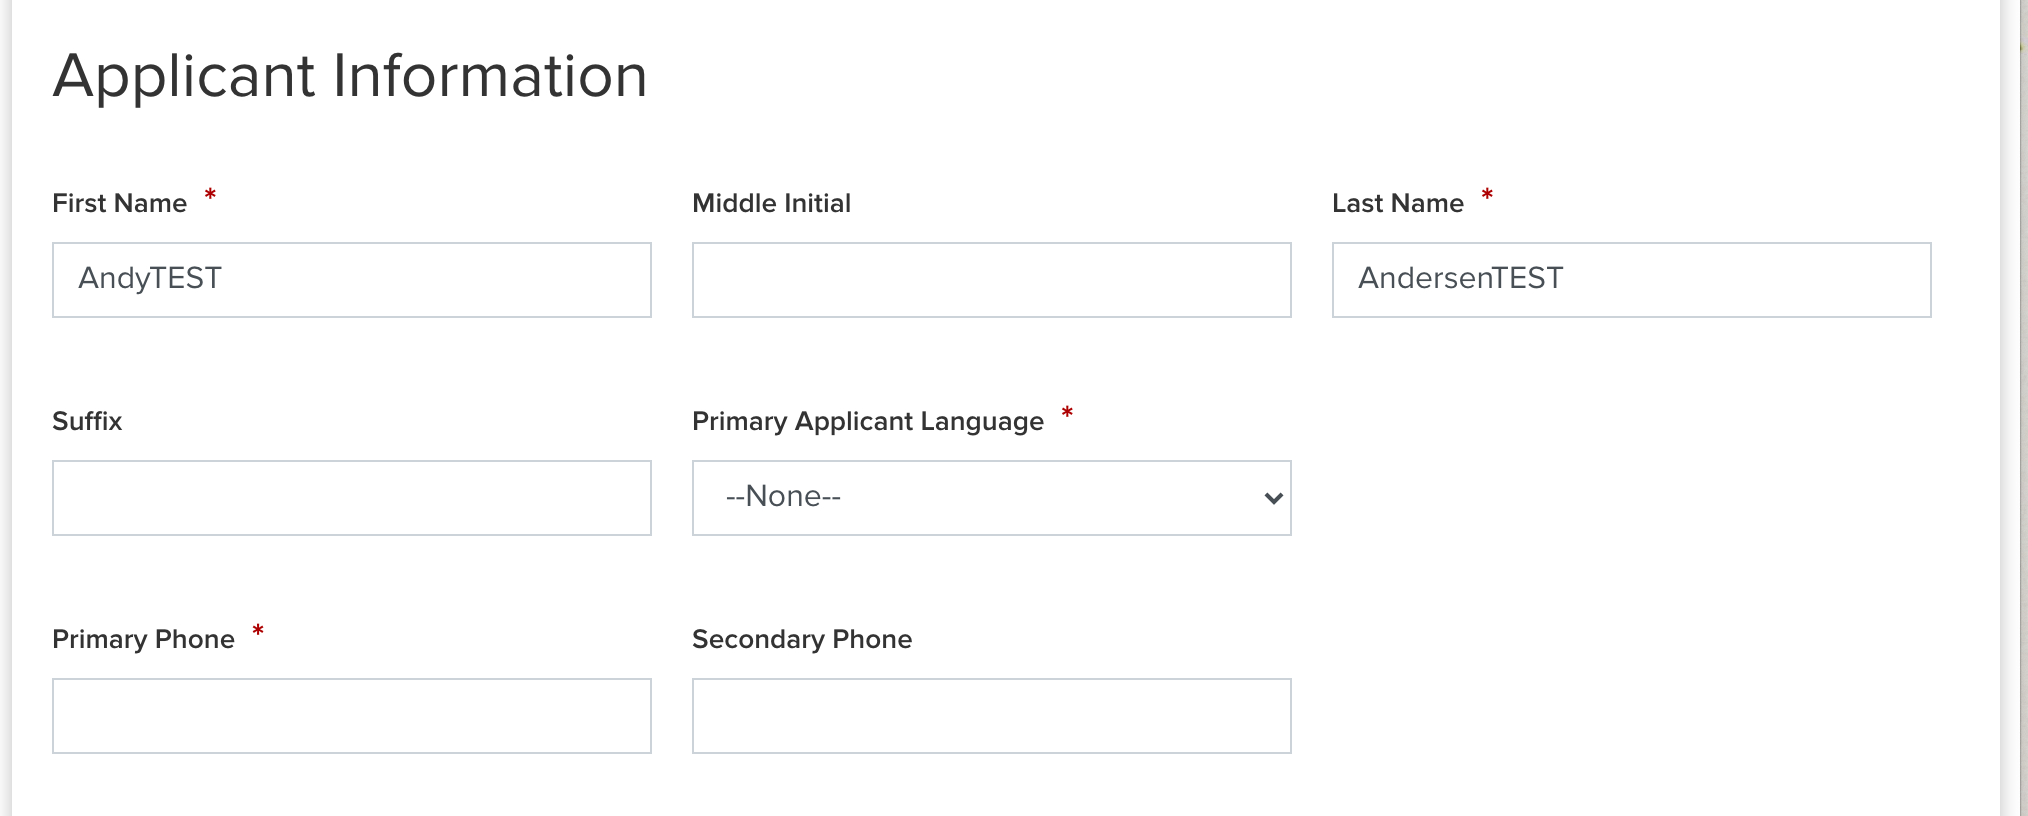 Applicant Information
First Name *
Middle Initial
Last Name *
AndyTEST
AndersenTEST
Suffix
Primary Applicant Language *
--None--
Primary Phone *
Secondary Phone